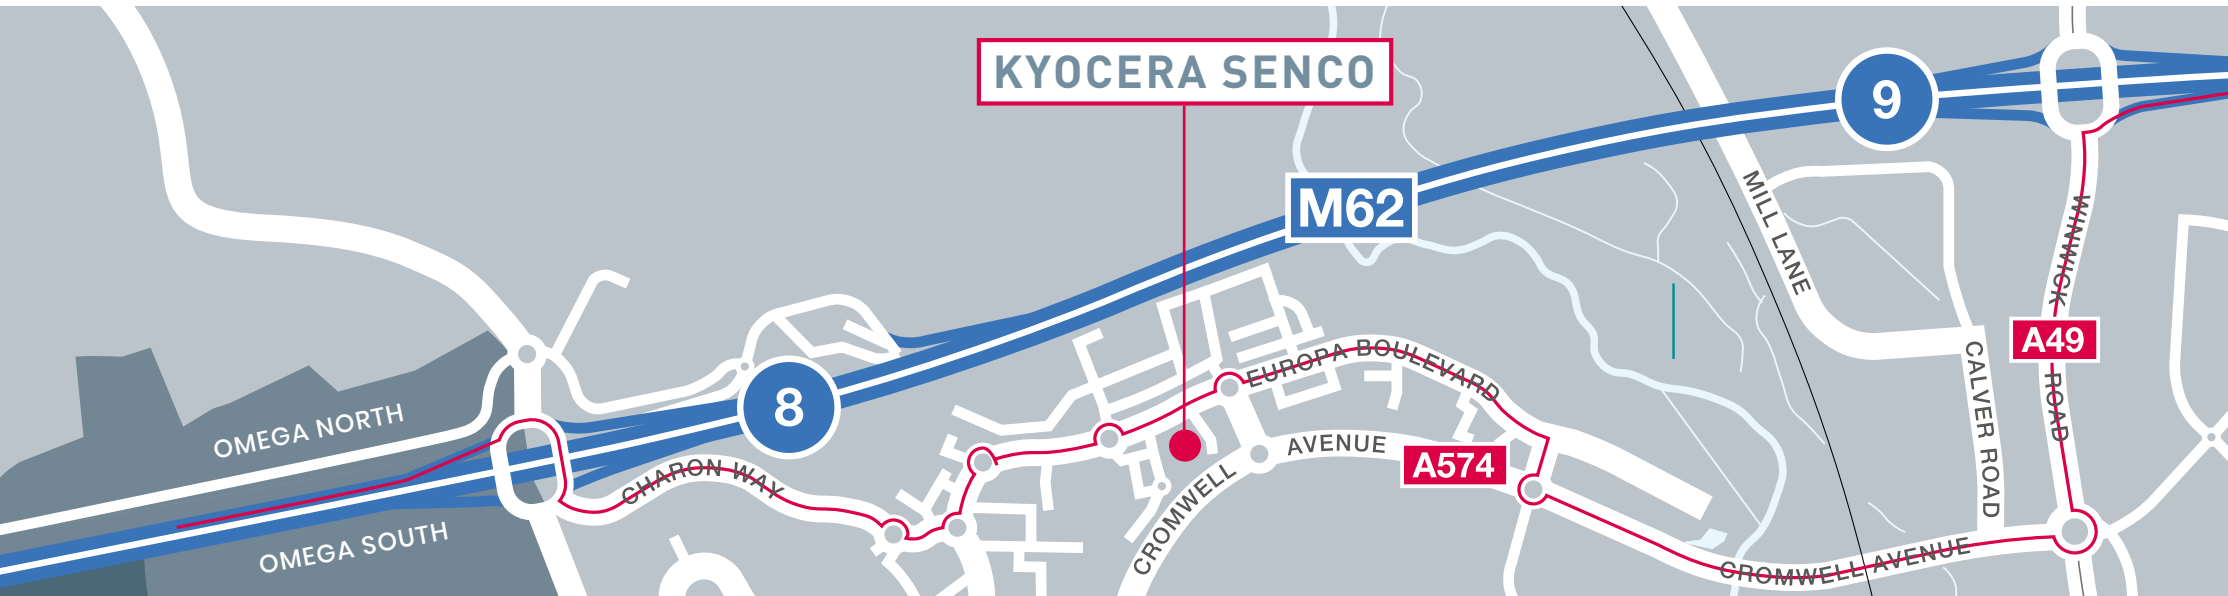 KYOCERA SENCO
9
M62
MILL LANE
WINWICK
A49
ROAD
CALVER ROAD
EUROPA BOULEVARD
8
OMEGA NORTH
AVENUE
A574
CHARON WAY
CROMWELL
OMEGA SOUTH
CROMWELL AVENUE